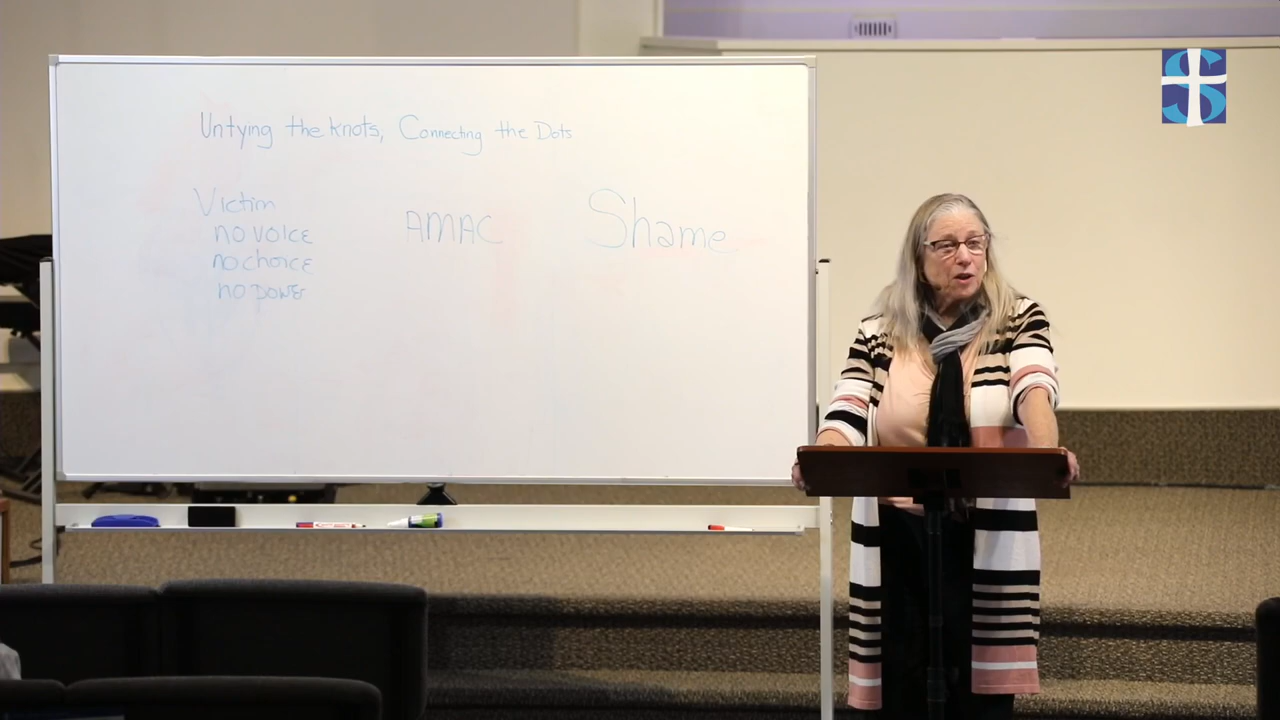 Untying the Knots, Connecting the Dots
Victim
no voice
no choice
no power
AMAC
Shame
S